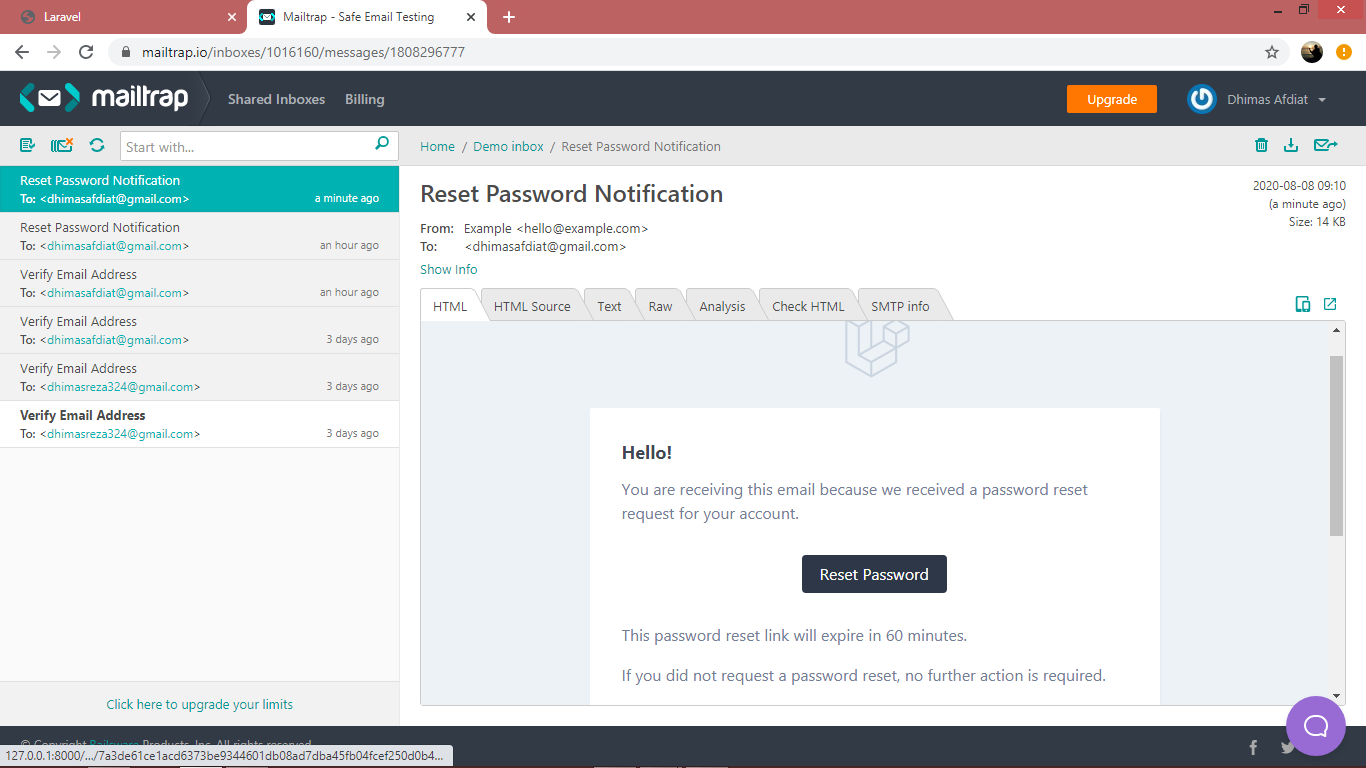 Laravel
Mailtrap - Safe Email Testing
mailtrap.io/inboxes/1016160/messages/1808296777
mailtrap
Shared Inboxes
Billing
Upgrade
Dhimas Afdiat
Start with...
Home / Demo inbox / Reset Password Notification
Reset Password Notification
To: <dhimasafdiat@gmail.com> a minute ago
Reset Password Notification
To: <dhimasafdiat@gmail.com> an hour ago
Verify Email Address
To: <dhimasafdiat@gmail.com> an hour ago
Verify Email Address
To: <dhimasafdiat@gmail.com> 3 days ago
Verify Email Address
To: <dhimasreza324@gmail.com> 3 days ago
Verify Email Address
To: <dhimasreza324@gmail.com> 3 days ago
Click here to upgrade your limits
Reset Password Notification
2020-08-08 09:10
(a minute ago)
Size: 14 KB
From: Example <hello@example.com>
To: <dhimasafdiat@gmail.com>
Show Info
HTML
HTML Source
Text
Raw
Analysis
Check HTML
SMTP info
Hello!
You are receiving this email because we received a password reset
request for your account.
Reset Password
This password reset link will expire in 60 minutes.
If you did not request a password reset, no further action is required.
© Copyright Railsware Products, Inc. All rights reserved.
127.0.0.1:8000/.../7a3de61ce1acd6373be9344601db08ad7dba45fb04fcef250d0b4...